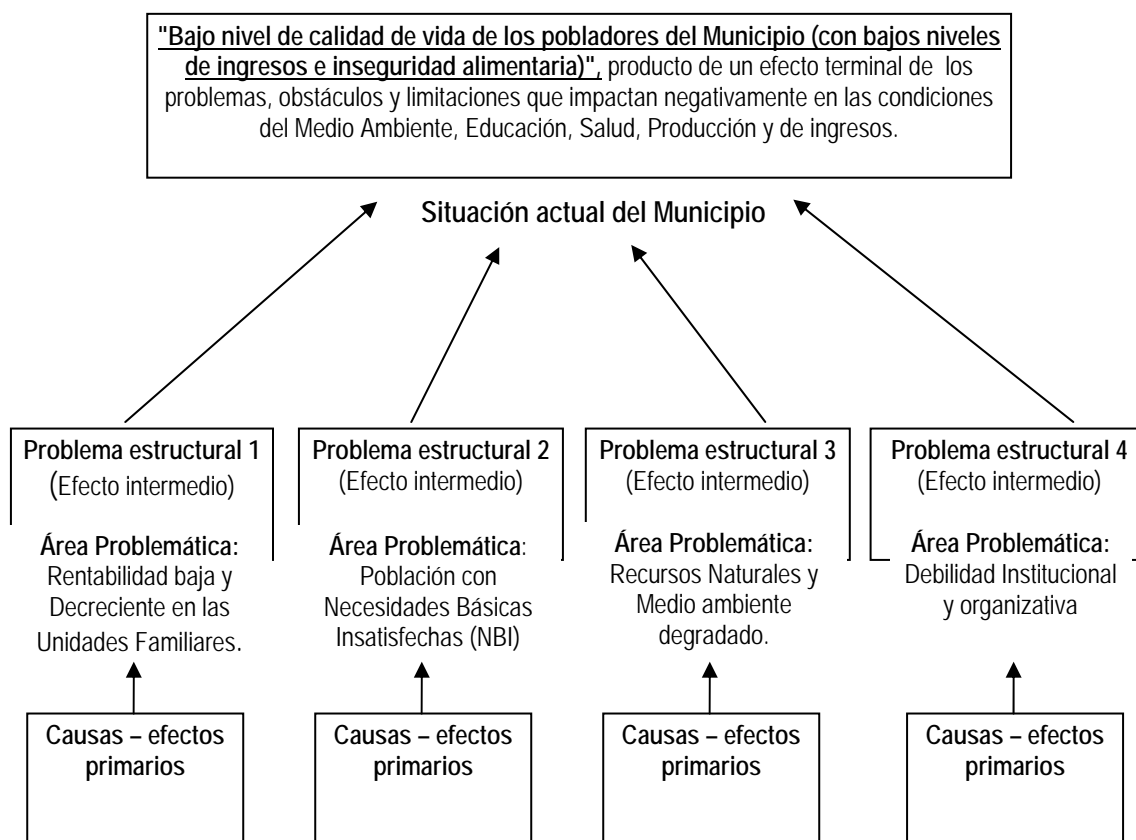 "Bajo nivel de calidad de vida de los pobladores del Municipio (con bajos niveles
de ingresos e inseguridad alimentaria)", producto de un efecto terminal de los
problemas, obstáculos y limitaciones que impactan negativamente en las condiciones
del Medio Ambiente, Educación, Salud, Producción y de ingresos.
Situación actual del Municipio
Problema estructural 1
(Efecto intermedio)
Área Problemática:
Rentabilidad baja y
Decreciente en las
Unidades Familiares.
Problema estructural 2
(Efecto intermedio)
Área Problemática:
Población con
Necesidades Básicas
Insatisfechas (NBI)
Problema estructural 3
(Efecto intermedio)
Área Problemática:
Recursos Naturales y
Medio ambiente
degradado.
Problema estructural 4
(Efecto intermedio)
Área Problemática:
Debilidad Institucional
y organizativa
Causas – efectos
primarios
Causas – efectos
primarios
Causas – efectos
primarios
Causas – efectos
primarios